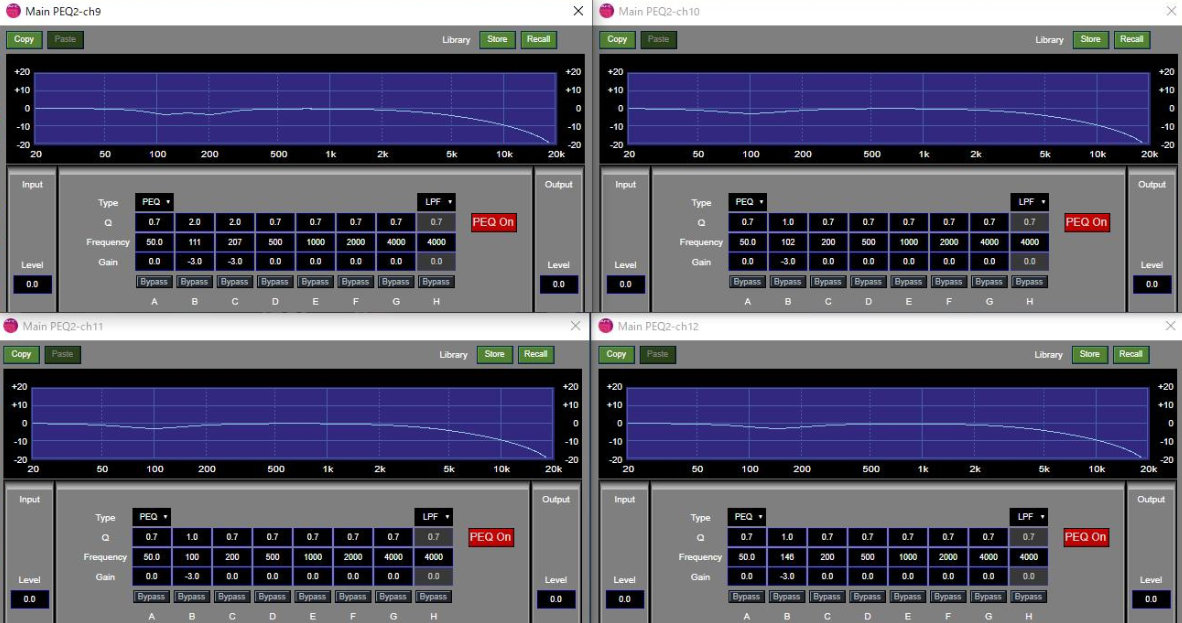 Main PEQ2-ch9
Copy Paste Library Store Recall
+20 +20
+10 +10
0 0
-10 -10
-20 -20
20 50 100 200 500 1k 2k 5k 10k 20k
Input Output
Type PEQ LPF
Q 0.7 2.0 2.0 0.7 0.7 0.7 0.7 0.7 PEQ On
Frequency 50.0 111 207 500 1000 2000 4000 4000
Gain 0.0 -3.0 -3.0 0.0 0.0 0.0 0.0 0.0
Level Level
Bypass Bypass Bypass Bypass Bypass Bypass Bypass Bypass
0.0 0.0
A B C D E F G H
Main PEQ2-ch10
Copy Paste Library Store Recall
+20 +20
+10 +10
0 0
-10 -10
-20 -20
20 50 100 200 500 1k 2k 5k 10k 20k
Input Output
Type PEQ LPF
Q 0.7 1.0 0.7 0.7 0.7 0.7 0.7 0.7 PEQ On
Frequency 50.0 102 200 500 1000 2000 4000 4000
Gain 0.0 -3.0 0.0 0.0 0.0 0.0 0.0 0.0
Level Level
Bypass Bypass Bypass Bypass Bypass Bypass Bypass Bypass
0.0 0.0
A B C D E F G H
Main PEQ2-ch11
Copy Paste Library Store Recall
+20 +20
+10 +10
0 0
-10 -10
-20 -20
20 50 100 200 500 1k 2k 5k 10k 20k
Input Output
Type PEQ LPF
Q 0.7 1.0 0.7 0.7 0.7 0.7 0.7 0.7 PEQ On
Frequency 50.0 100 200 500 1000 2000 4000 4000
Gain 0.0 -3.0 0.0 0.0 0.0 0.0 0.0 0.0
Level Level
Bypass Bypass Bypass Bypass Bypass Bypass Bypass Bypass
0.0 0.0
A B C D E F G H
Main PEQ2-ch12
Copy Paste Library Store Recall
+20 +20
+10 +10
0 0
-10 -10
-20 -20
20 50 100 200 500 1k 2k 5k 10k 20k
Input Output
Type PEQ LPF
Q 0.7 1.0 0.7 0.7 0.7 0.7 0.7 0.7 PEQ On
Frequency 50.0 146 200 500 1000 2000 4000 4000
Gain 0.0 -3.0 0.0 0.0 0.0 0.0 0.0 0.0
Level Level
Bypass Bypass Bypass Bypass Bypass Bypass Bypass Bypass
0.0 0.0
A B C D E F G H